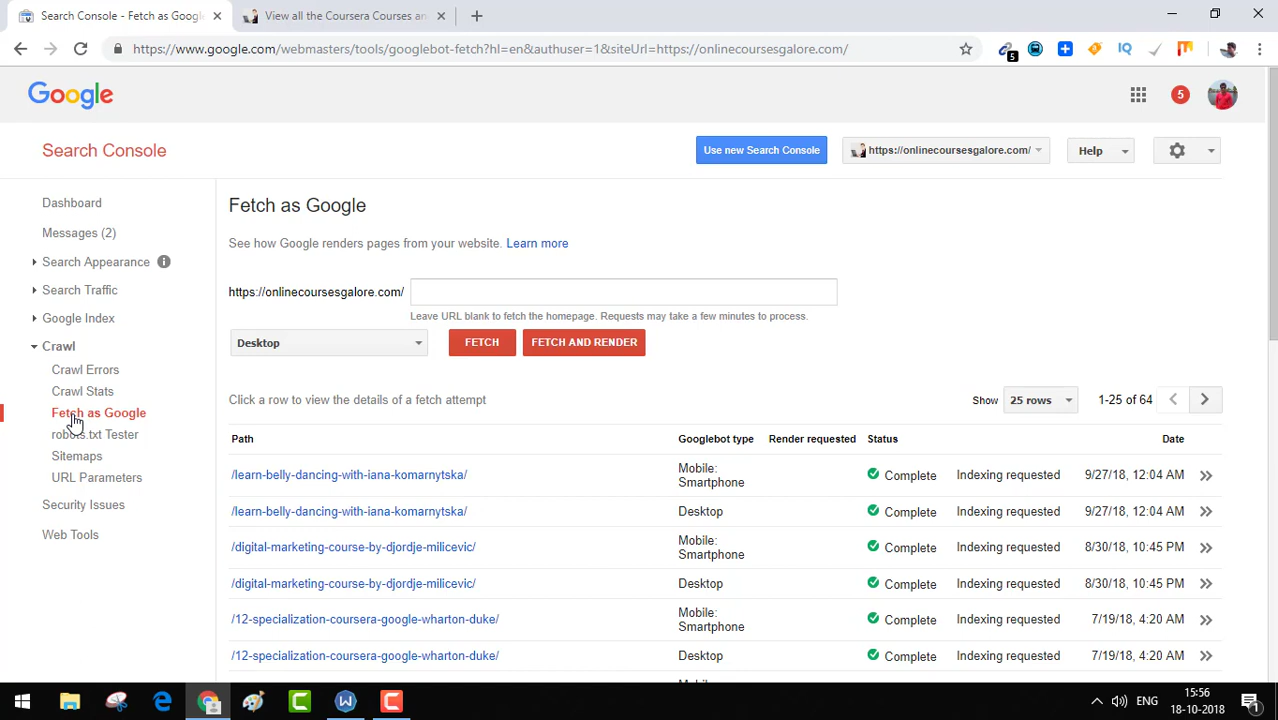 Search Console - Fetch as Googl
View all the Coursera Courses an
https://www.google.com/webmasters/tools/googlebot-fetch?hl=en&authuser=1&siteUrl=https://onlinecoursesgalore.com/
5
IQ
Google
5
Search Console
Use new Search Console
https://onlinecoursesgalore.com/
Help
Dashboard
Messages (2)
Search Appearance
Search Traffic
Google Index
Crawl
Crawl Errors
Crawl Stats
Fetch as Google
robots.txt Tester
Sitemaps
URL Parameters
Security Issues
Web Tools
Fetch as Google
See how Google renders pages from your website. Learn more
https://onlinecoursesgalore.com/
Leave URL blank to fetch the homepage. Requests may take a few minutes to process.
Desktop
FETCH
FETCH AND RENDER
Click a row to view the details of a fetch attempt
Show
25 rows
1-25 of 64
Path Googlebot type Render requested Status Date
/learn-belly-dancing-with-iana-komarnytska/ Mobile: Smartphone Complete Indexing requested 9/27/18, 12:04 AM
/learn-belly-dancing-with-iana-komarnytska/ Desktop Complete Indexing requested 9/27/18, 12:04 AM
/digital-marketing-course-by-djordje-milicevic/ Mobile: Smartphone Complete Indexing requested 8/30/18, 10:45 PM
/digital-marketing-course-by-djordje-milicevic/ Desktop Complete Indexing requested 8/30/18, 10:45 PM
/12-specialization-coursera-google-wharton-duke/ Mobile: Smartphone Complete Indexing requested 7/19/18, 4:20 AM
/12-specialization-coursera-google-wharton-duke/ Desktop Complete Indexing requested 7/19/18, 4:20 AM
ENG
15:56
18-10-2018
1